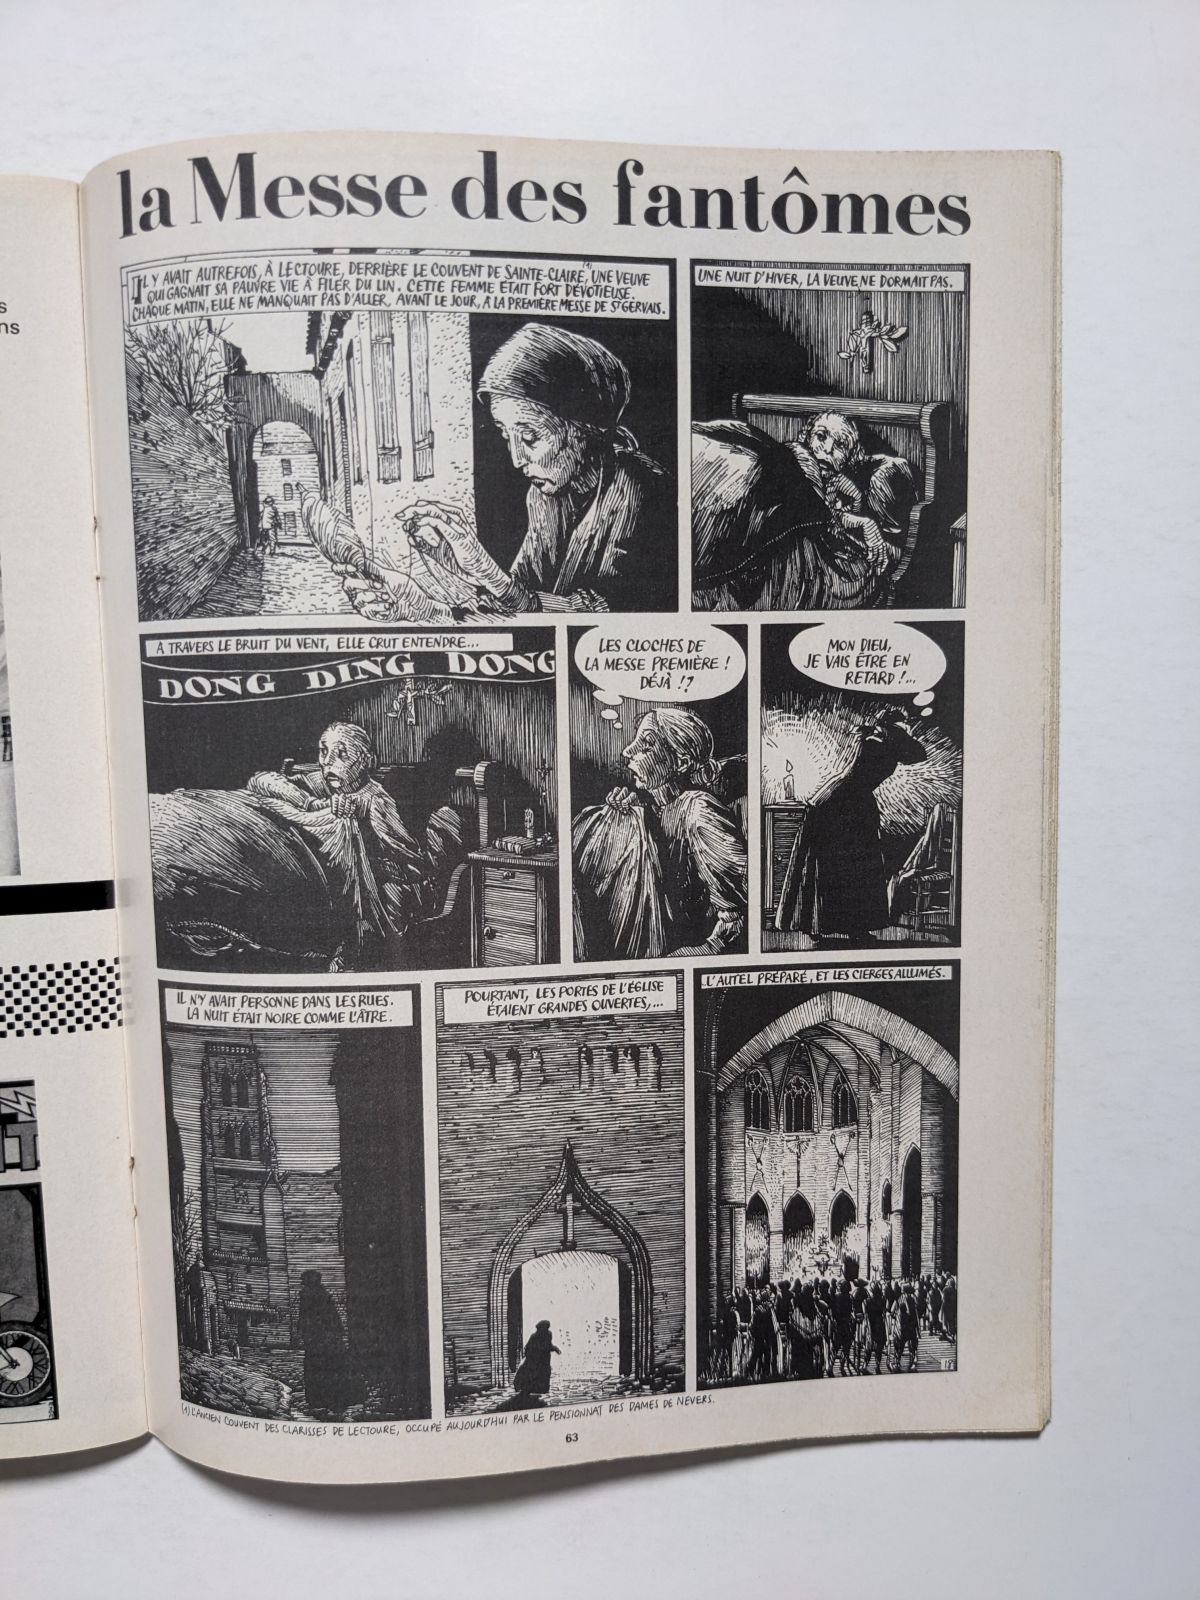 s
ns
IT
la Messe des fantômes
IL Y AVAIT AUTREFOIS, À LECTOURE, DERRIÈRE LE COUVENT DE SAINTE-CLAIRE,(1) UNE VEUVE
QUI GAGNAIT SA PAUVRE VIE À FILER DU LIN. CETTE FEMME ÉTAIT FORT DÉVOTIEUSE.
CHAQUE MATIN, ELLE NE MANQUAIT PAS D'ALLER, AVANT LE JOUR, A LA PREMIÈRE MESSE DE ST GERVAIS.
UNE NUIT D'HIVER, LA VEUVE NE DORMAIT PAS.
A TRAVERS LE BRUIT DU VENT, ELLE CRUT ENTENDRE...
DONG DING DONG
LES CLOCHES DE
LA MESSE PREMIÈRE !
DÉJÀ !?
MON DIEU,
JE VAIS ÊTRE EN
RETARD !...
IL N'Y AVAIT PERSONNE DANS LES RUES.
LA NUIT ÉTAIT NOIRE COMME L'ÂTRE.
POURTANT, LES PORTES DE L'ÉGLISE
ÉTAIENT GRANDES OUVERTES,...
..L'AUTEL PRÉPARÉ, ET LES CIERGES ALLUMÉS.
(1) L'ANCIEN COUVENT DES CLARISSES DE LECTOURE, OCCUPÉ AUJOURD'HUI PAR LE PENSIONNAT DES DAMES DE NEVERS.
63